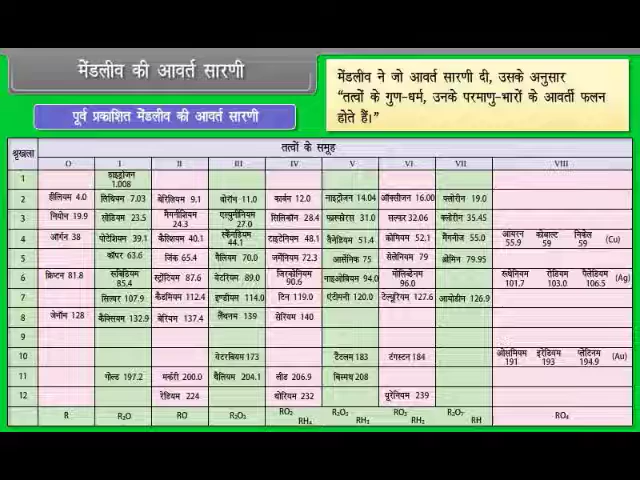 मेंडलीव की आवर्त सारणी
मेंडलीव ने जो आवर्त सारणी दी, उसके अनुसार
“तत्वों के गुण-धर्म, उनके परमाणु-भारों के आवर्ती फलन
होते हैं।”
पूर्व प्रकाशित मेंडलीव की आवर्त सारणी
श्रृंखला तत्वों के समूह
O I II III IV V VI VII VIII
1 हाइड्रोजन 1.008
2 हीलियम 4.0 लिथियम 7.03 बेरिलियम 9.1 बोरॉन 11.0 कार्बन 12.0 नाइट्रोजन 14.04 ऑक्सीजन 16.00 फ्लोरीन 19.0
3 नियोन 19.9 सोडियम 23.5 मैगनीशियम 24.3 एल्युमीनियम 27.0 सिलिकॉन 28.4 फास्फोरस 31.0 सल्फर 32.06 क्लोरीन 35.45
4 ऑर्गन 38 पोटेशियम 39.1 कैल्शियम 40.1 स्कैनडियम 44.1 टाइटेनियम 48.1 वैनेडियम 51.4 क्रोमियम 52.1 मैंगनीज 55.0 आयरन 55.9 कोबाल्ट 59 निकेल 59 (Cu)
5 कॉपर 63.6 जिंक 65.4 गैलियम 70.0 जर्मेनियम 72.3 आर्सेनिक 75 सेलेनियम 79 ब्रोमिन 79.95
6 क्रिप्टन 81.8 रूबिडियम 85.4 स्ट्रोंटियम 87.6 येटरियम 89.0 जिरकोनियम 90.6 नाइओबियम 94.0 मोलिब्डेन 96.0 रुथेनियम 101.7 रोडियम 103.0 पैलेडियम 106.5 (Ag)
7 सिल्वर 107.9 कैडमियम 112.4 इण्डीयम 114.0 टिन 119.0 एंटीमनी 120.0 टेल्यूरियम 127.6 आयोडीन 126.9
8 जेनॉन 128 कैस्सियम 132.9 बेरियम 137.4 लैंथनम 139 सेरियम 140
9
10 येटरबियम 173 टैंटलम 183 टंगस्टन 184 ओसमियम 191 इरेडियम 193 प्लेटिनम 194.9 (Au)
11 गोल्ड 197.2 मर्करी 200.0 थैलियम 204.1 लीड 206.9 बिस्मथ 208
12 रेडियम 224 थोरियम 232 यूरेनियम 239
R R₂O RO R₂O₃ RO₂ RH₄ R₂O₅ RH₃ RO₃ RH₂ R₂O₇ RH RO₄